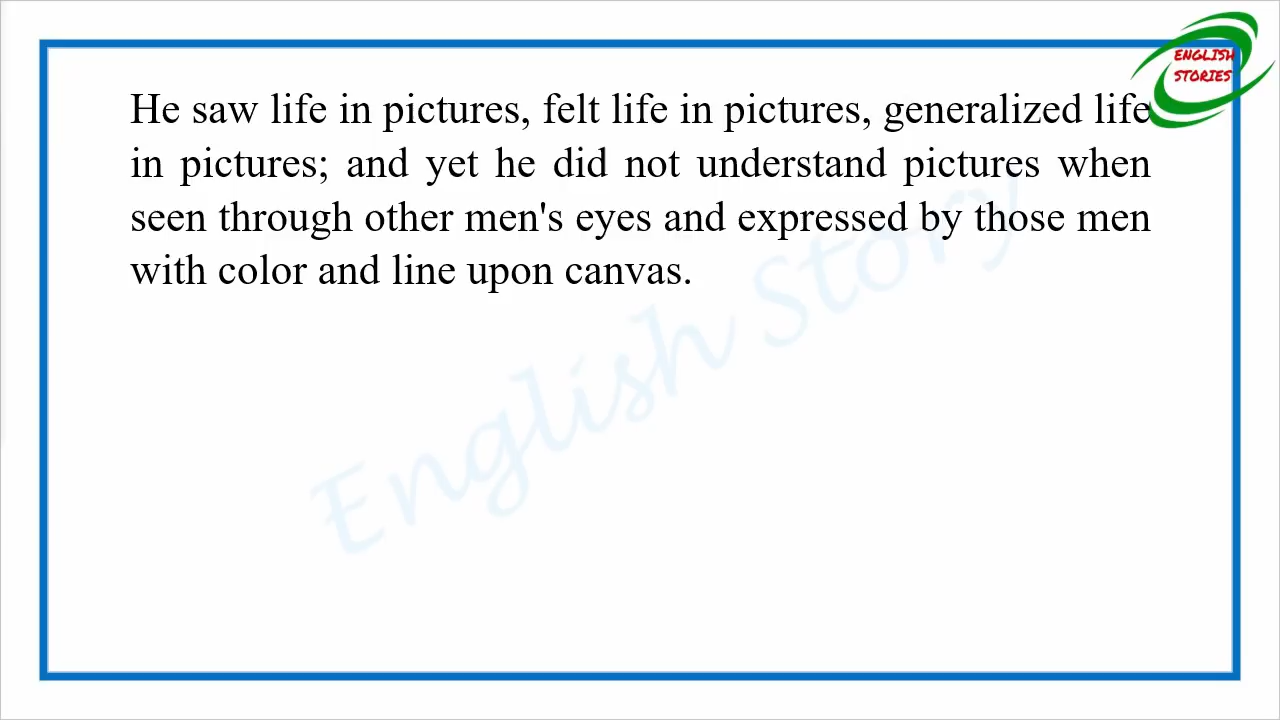 ENGLISH
STORIES
He saw life in pictures, felt life in pictures, generalized life
in pictures; and yet he did not understand pictures when
seen through other men's eyes and expressed by those men
with color and line upon canvas.
English Story